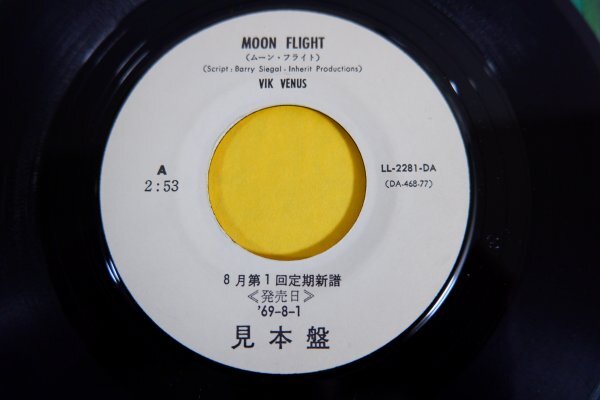 MOON FLIGHT
(ムーン・フライト)
(Script: Barry Siegal - Inherit Productions)
VIK VENUS
A
2:53
LL-2281-DA
(DA-468-77)
8月第1回定期新譜
≪発売日≫
'69-8-1
見本盤